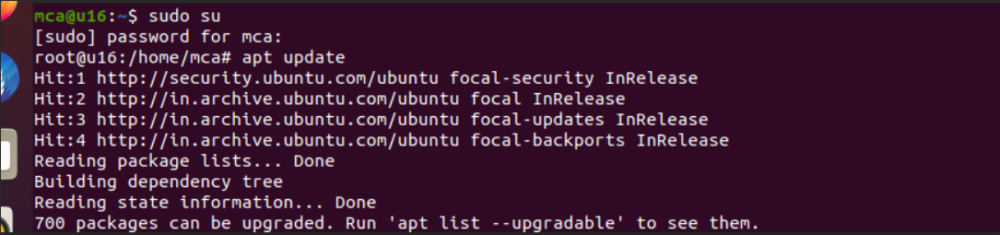 mca@u16:~$ sudo su
[sudo] password for mca:
root@u16:/home/mca# apt update
Hit:1 http://security.ubuntu.com/ubuntu focal-security InRelease
Hit:2 http://in.archive.ubuntu.com/ubuntu focal InRelease
Hit:3 http://in.archive.ubuntu.com/ubuntu focal-updates InRelease
Hit:4 http://in.archive.ubuntu.com/ubuntu focal-backports InRelease
Reading package lists... Done
Building dependency tree
Reading state information... Done
700 packages can be upgraded. Run 'apt list --upgradable' to see them.